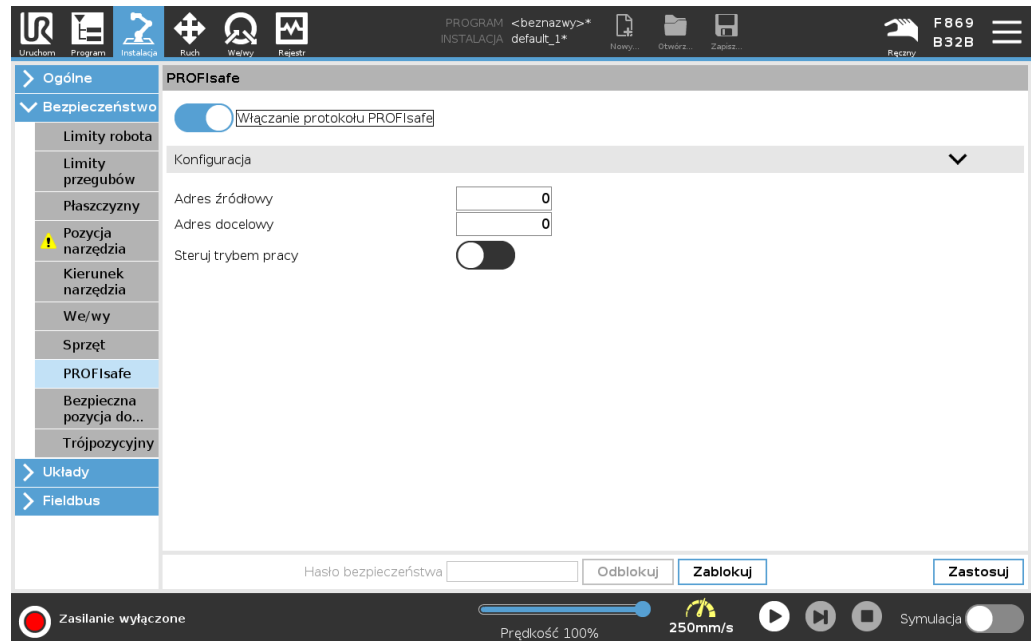 PROGRAM <beznazwy>*
INSTALACJA default_1*
Uruchom Program Instalacja Ruch We/wy Rejestr Nowy... Otwórz... Zapisz... Ręczny
F869
B32B
Ogólne
Bezpieczeństwo
Limity robota
Limity
przegubów
Płaszczyzny
Pozycja
narzędzia
Kierunek
narzędzia
We/wy
Sprzęt
PROFIsafe
Bezpieczna
pozycja do...
Trójpozycyjny
Układy
Fieldbus
PROFIsafe
Włączanie protokołu PROFIsafe
Konfiguracja
Adres źródłowy 0
Adres docelowy 0
Steruj trybem pracy
Hasło bezpieczeństwa Odblokuj Zablokuj Zastosuj
Zasilanie wyłączone
Prędkość 100%
250mm/s
Symulacja